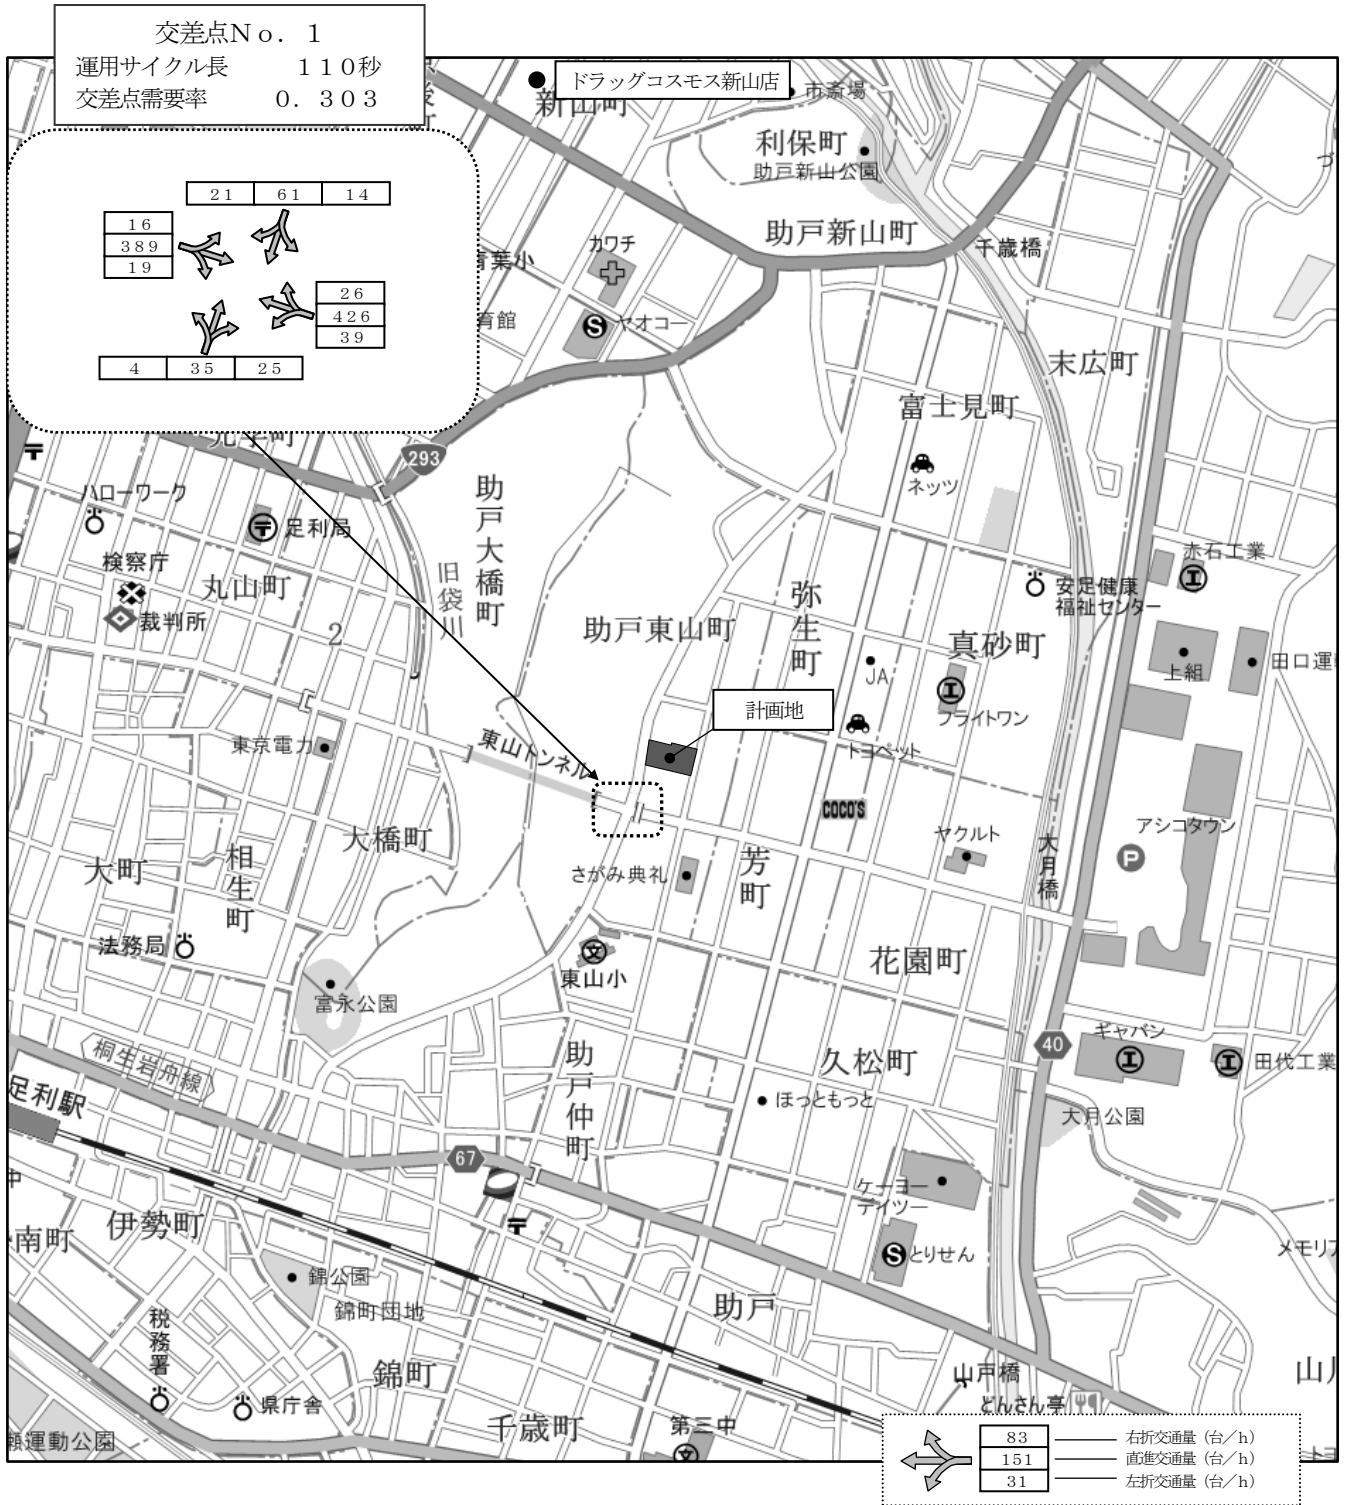 交差点Ｎｏ．１
運用サイクル長　１１０秒
交差点需要率　０．３０３
ドラッグコスモス新山店
21 61 14
16
389
19
26
426
39
4 35 25
新山町
市斎場
利保町
助戸新山公園
助戸新山町
千歳橋
カワチ
青葉小
育館
ヤオコー
末広町
富士見町
ネッツ
293
ハローワーク
足利局
検察庁
丸山町
裁判所
2
旧袋川
助戸大橋町
助戸東山町
弥生町
真砂町
安足健康
福祉センター
赤石工業
上組
田口運
JA
フライトワン
計画地
トヨペット
東京電力
東山トンネル
COCO'S
ヤクルト
大月橋
アシコタウン
P
大橋町
大町
相生町
さがみ典礼
芳町
法務局
東山小
花園町
富永公園
ギャバン
40
桐生岩舟線
助戸仲町
久松町
田代工業
足利駅
ほっともっと
大月公園
67
ケーヨー
デイツー
中
南町
伊勢町
とりせん
メモリア
錦公園
錦町団地
助戸
税務署
錦町
山戸橋
山川
どんさん亭
県庁舎
千歳町
第三中
運動公園
83 右折交通量（台／h）
151 直進交通量（台／h）
31 左折交通量（台／h）